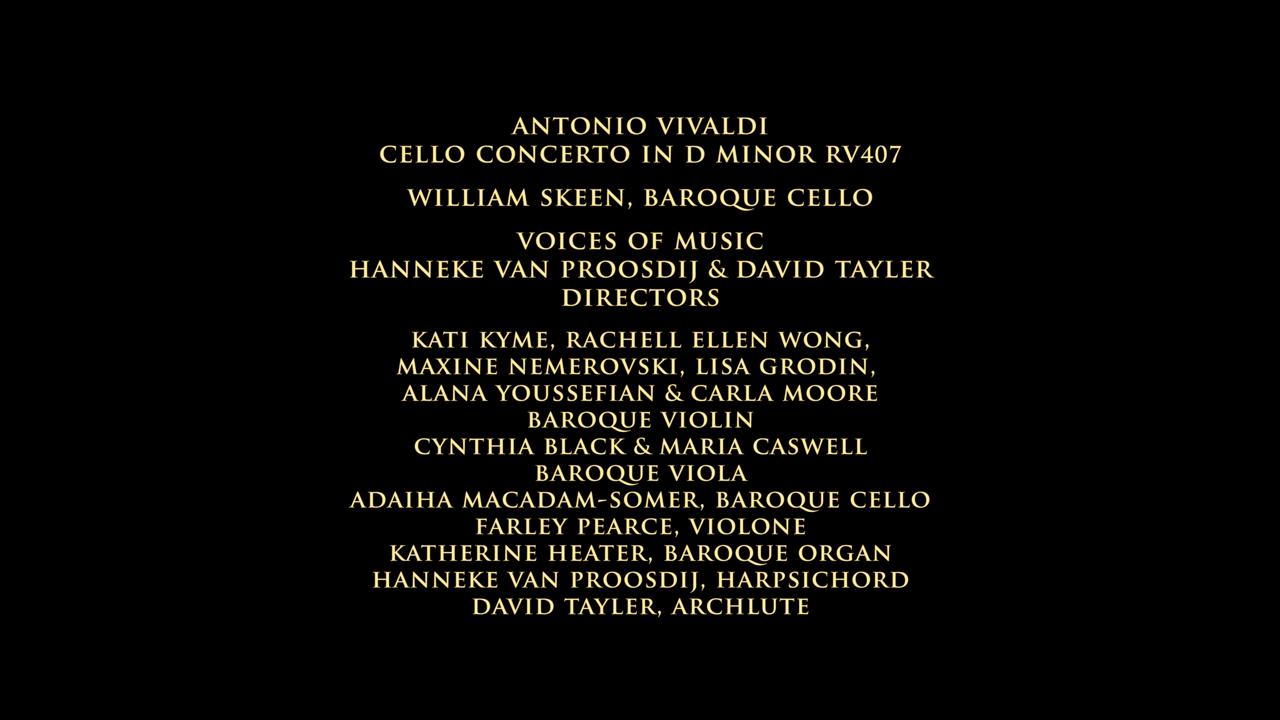 ANTONIO VIVALDI
CELLO CONCERTO IN D MINOR RV407
WILLIAM SKEEN, BAROQUE CELLO
VOICES OF MUSIC
HANNEKE VAN PROOSDIJ & DAVID TAYLER
DIRECTORS
KATI KYME, RACHELL ELLEN WONG,
MAXINE NEMEROVSKI, LISA GRODIN,
ALANA YOUSSEFIAN & CARLA MOORE
BAROQUE VIOLIN
CYNTHIA BLACK & MARIA CASWELL
BAROQUE VIOLA
ADAIHA MACADAM-SOMER, BAROQUE CELLO
FARLEY PEARCE, VIOLONE
KATHERINE HEATER, BAROQUE ORGAN
HANNEKE VAN PROOSDIJ, HARPSICHORD
DAVID TAYLER, ARCHLUTE